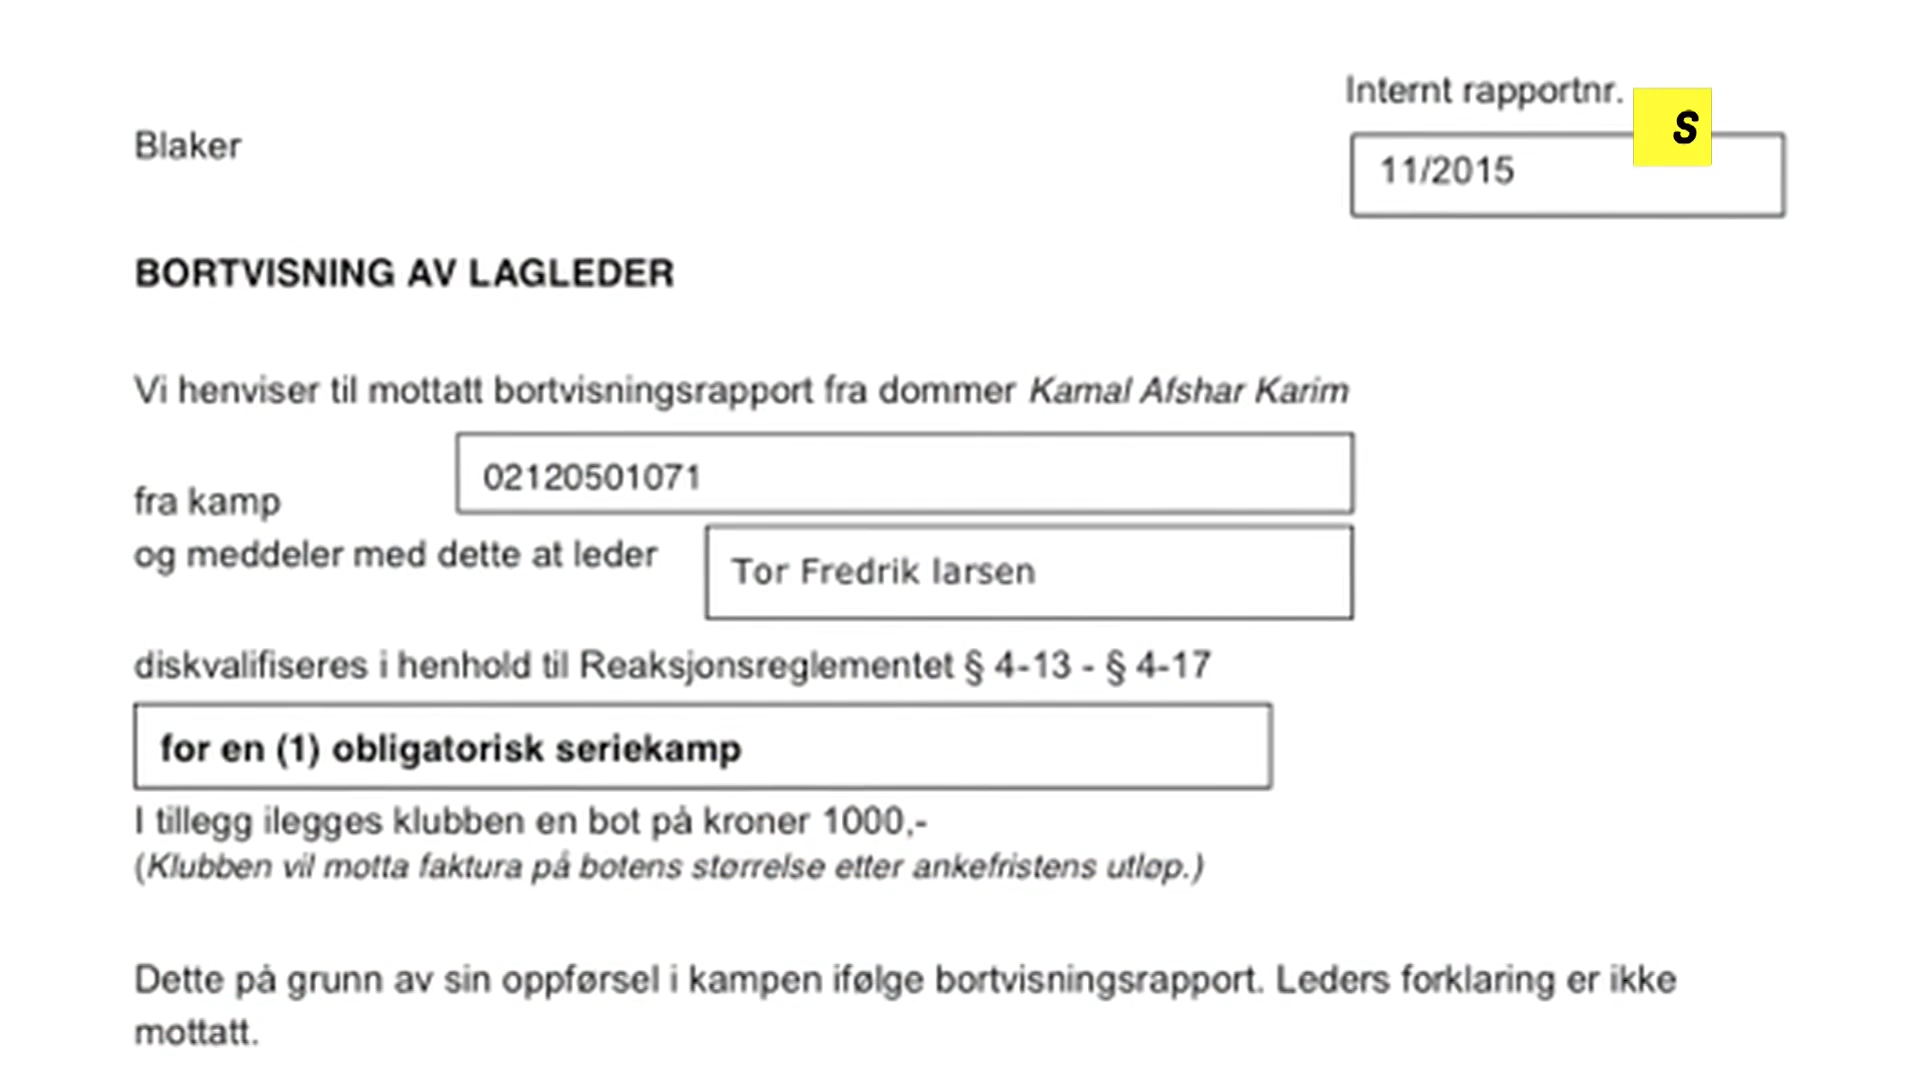 Internt rapportnr.
S
Blaker
11/2015
BORTVISNING AV LAGLEDER
Vi henviser til mottatt bortvisningsrapport fra dommer Kamal Afshar Karim
02120501071
fra kamp
og meddeler med dette at leder
Tor Fredrik larsen
diskvalifiseres i henhold til Reaksjonsreglementet § 4-13 - § 4-17
for en (1) obligatorisk seriekamp
I tillegg ilegges klubben en bot på kroner 1000,-
(Klubben vil motta faktura på botens størrelse etter ankefristens utløp.)
Dette på grunn av sin oppførsel i kampen ifølge bortvisningsrapport. Leders forklaring er ikke
mottatt.